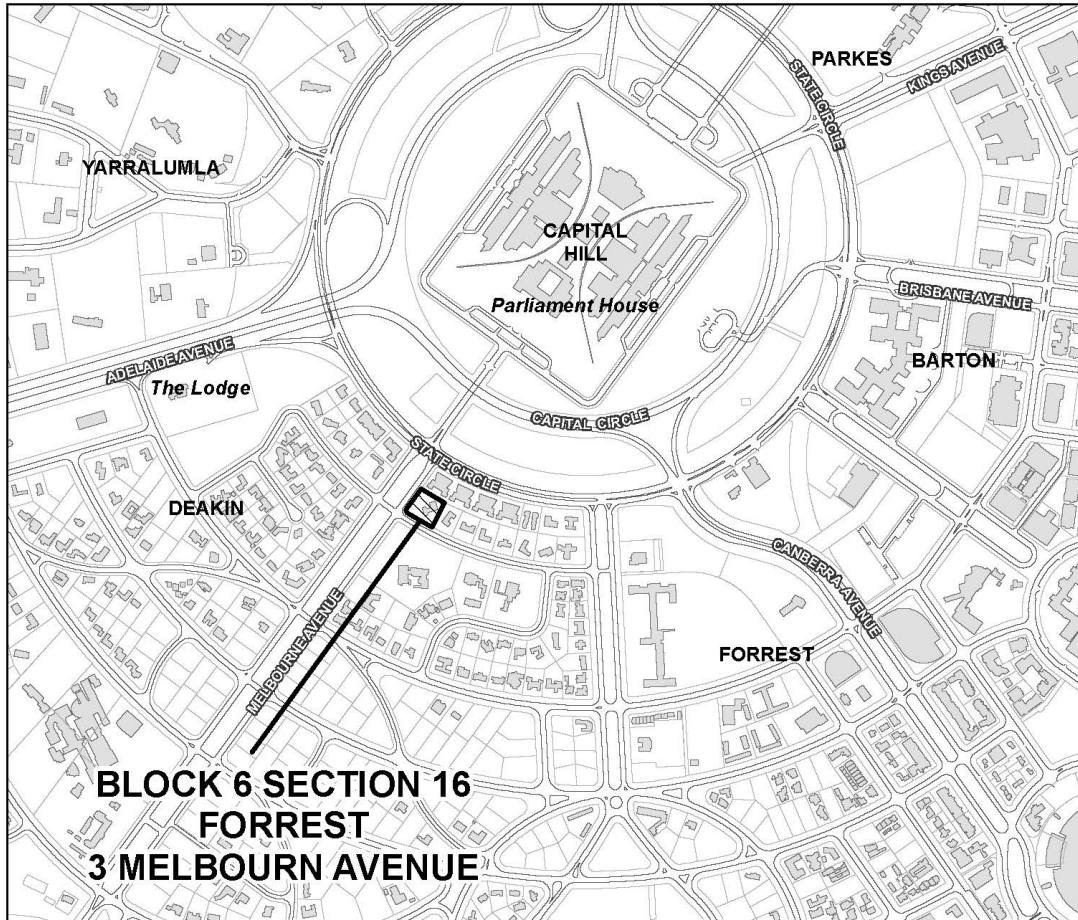 PARKES
STATE CIRCLE
KINGS AVENUE
YARRALUMLA
CAPITAL
HILL
Parliament House
BRISBANE AVENUE
BARTON
ADELAIDE AVENUE
The Lodge
CAPITAL CIRCLE
STATE CIRCLE
DEAKIN
CANBERRA AVENUE
MELBOURNE AVENUE
FORREST
BLOCK 6 SECTION 16
FORREST
3 MELBOURN AVENUE